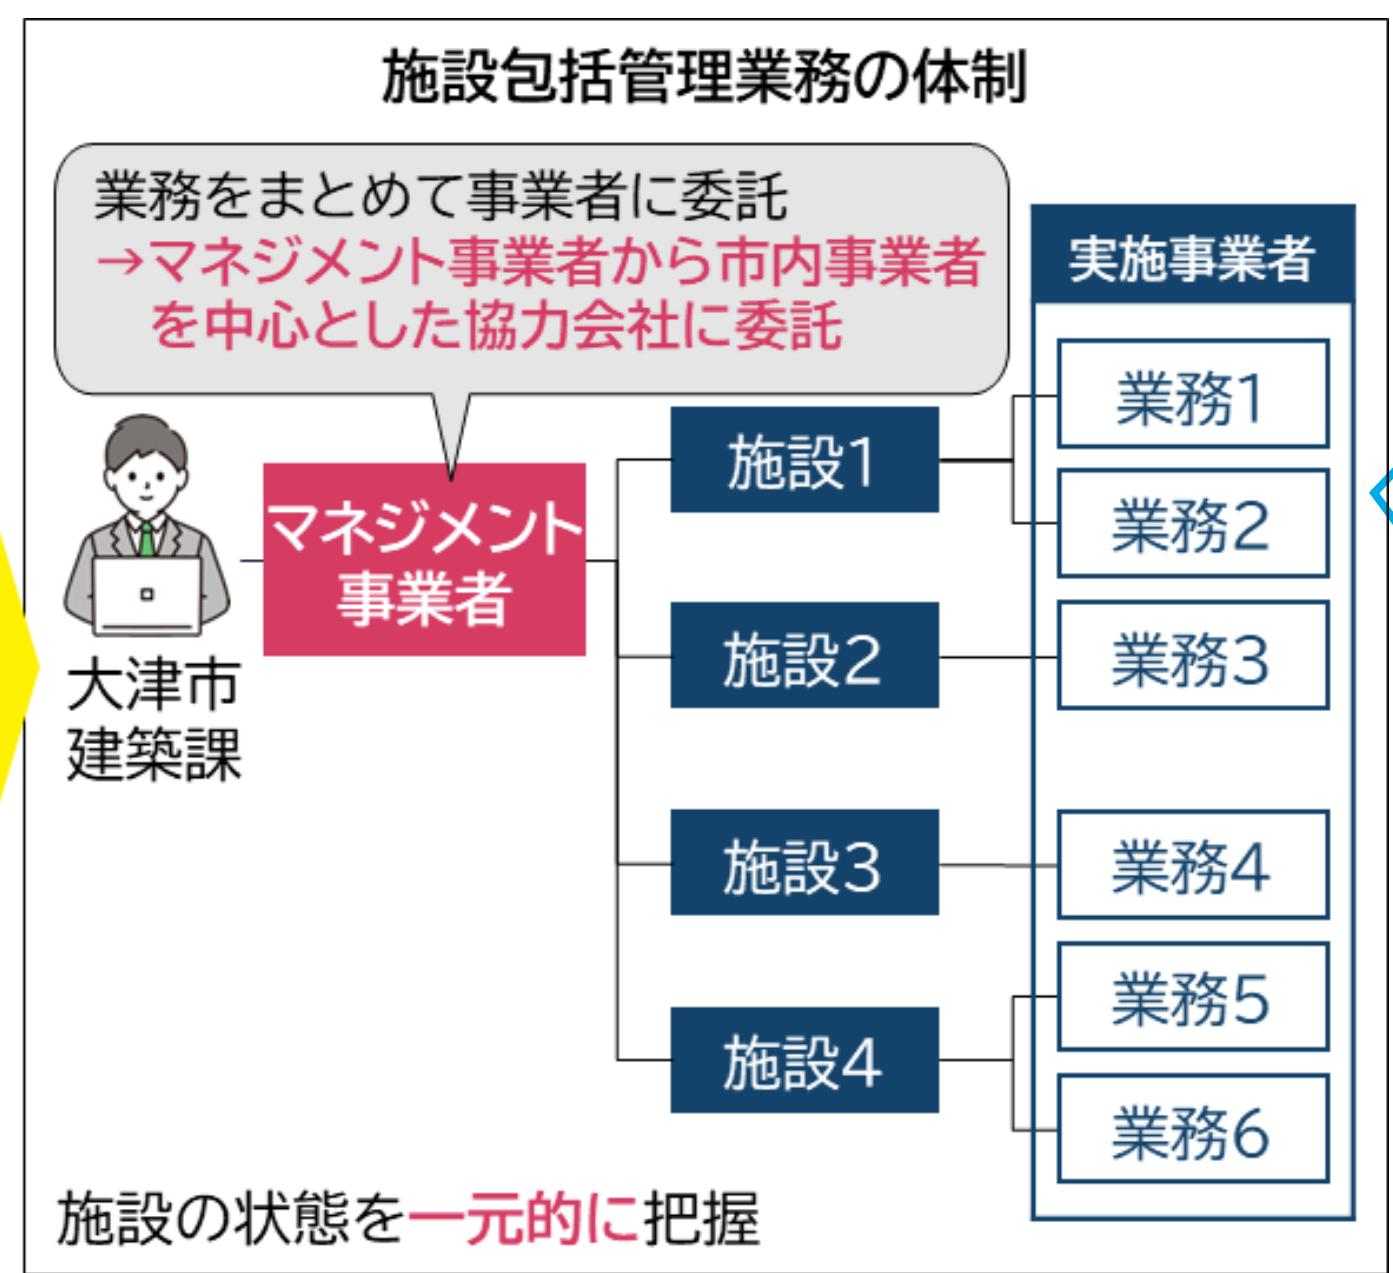 施設包括管理業務の体制
業務をまとめて事業者に委託
→マネジメント事業者から市内事業者
を中心とした協力会社に委託
実施事業者
マネジメント
事業者
大津市
建築課
施設1
業務1
業務2
施設2
業務3
施設3
業務4
施設4
業務5
業務6
施設の状態を一元的に把握